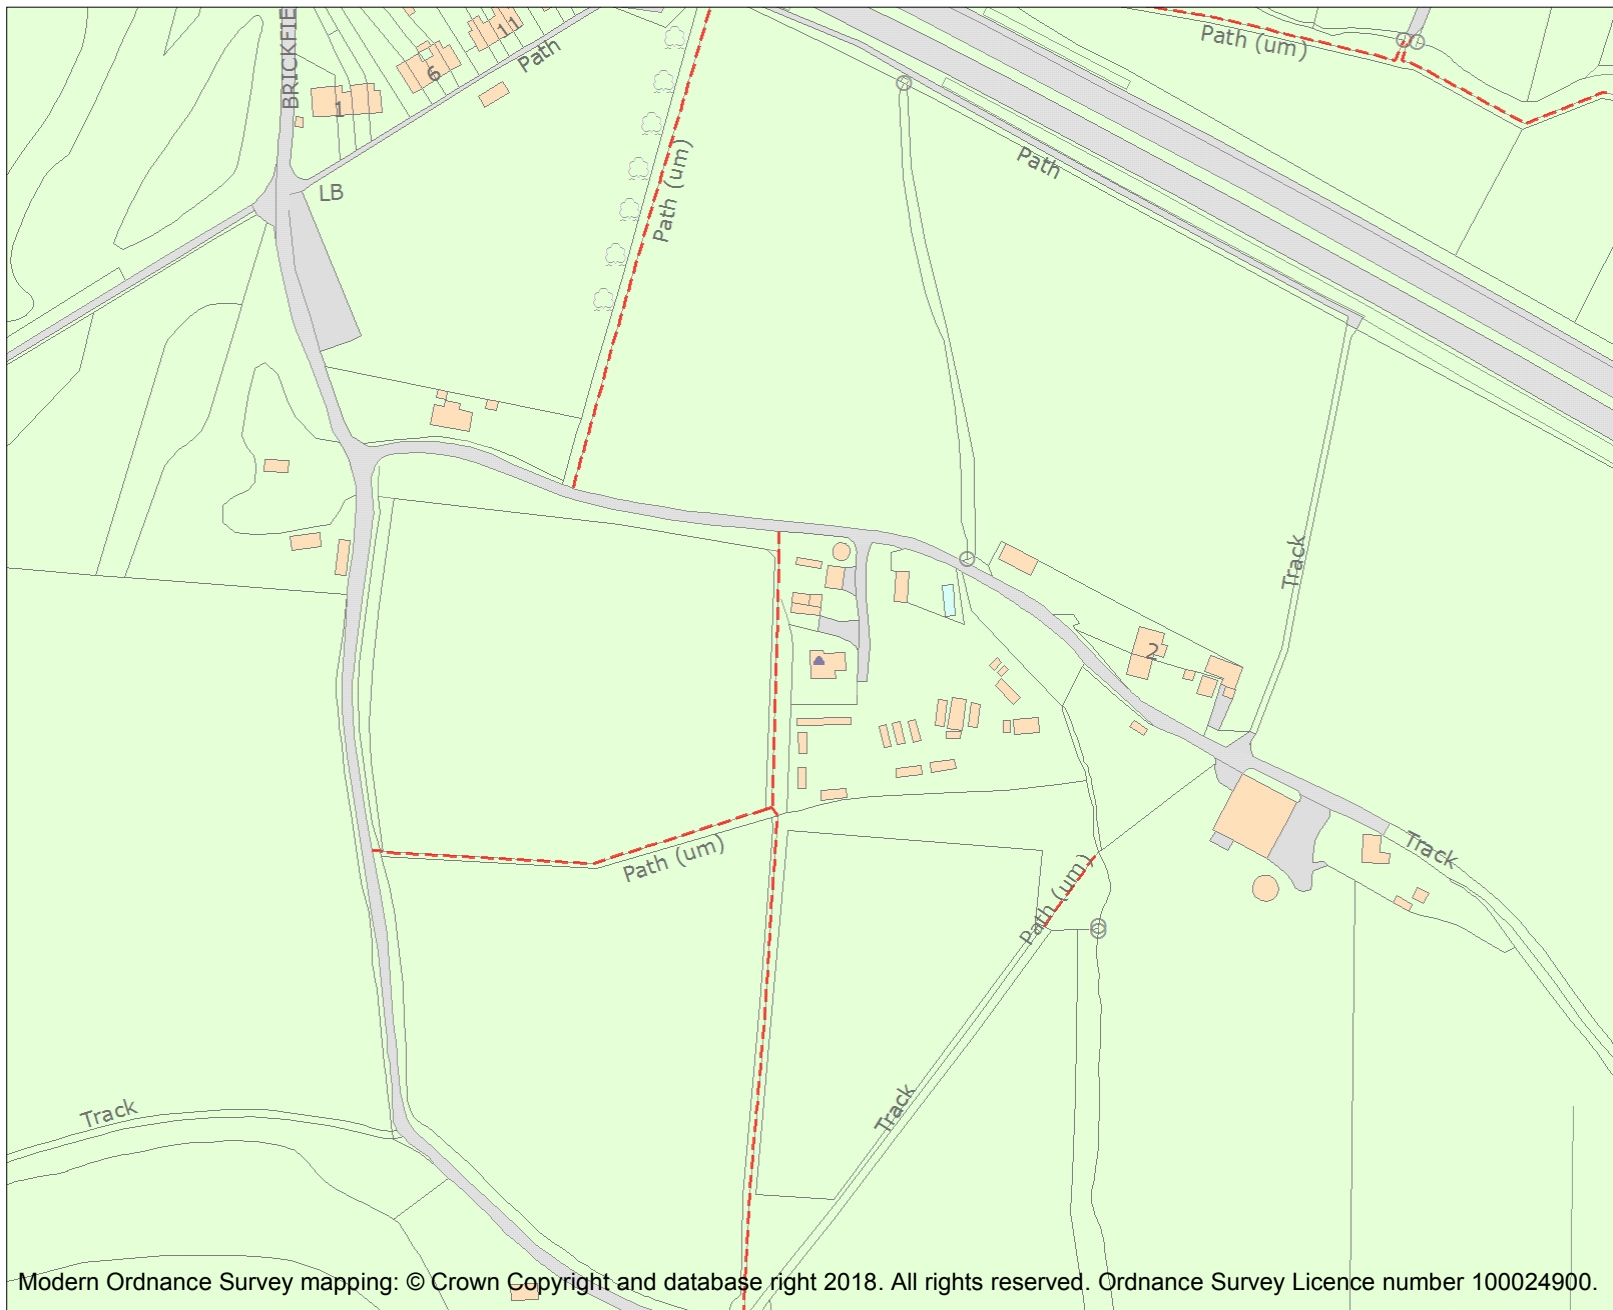 BRICKFIE
11
Path
6
1
LB
Path (um)
Path (um)
Path
Track
2
Path (um)
Path (um)
Track
Track
Track
Modern Ordnance Survey mapping: © Crown Copyright and database right 2018. All rights reserved. Ordnance Survey Licence number 100024900.